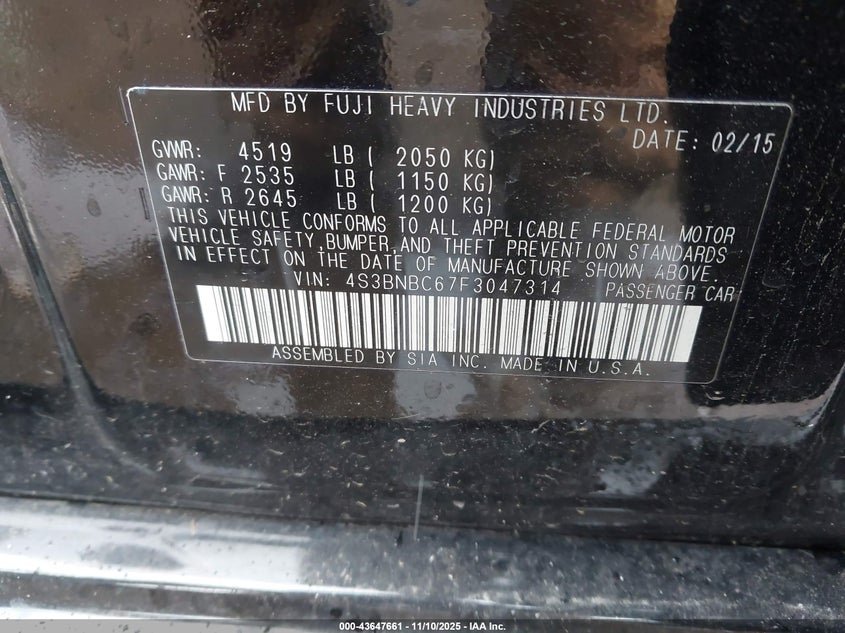 MFD BY FUJI HEAVY INDUSTRIES LTD.
DATE: 02/15
GVWR: 4519 LB ( 2050 KG)
GAWR: F 2535 LB ( 1150 KG)
GAWR: R 2645 LB ( 1200 KG)
THIS VEHICLE CONFORMS TO ALL APPLICABLE FEDERAL MOTOR
VEHICLE SAFETY,BUMPER,AND THEFT PREVENTION STANDARDS
IN EFFECT ON THE DATE OF MANUFACTURE SHOWN ABOVE.
VIN: 4S3BNBC67F3047314 PASSENGER CAR
ASSEMBLED BY SIA INC. MADE IN U.S.A.
000-43647661 - 11/10/2025 - IAA Inc.